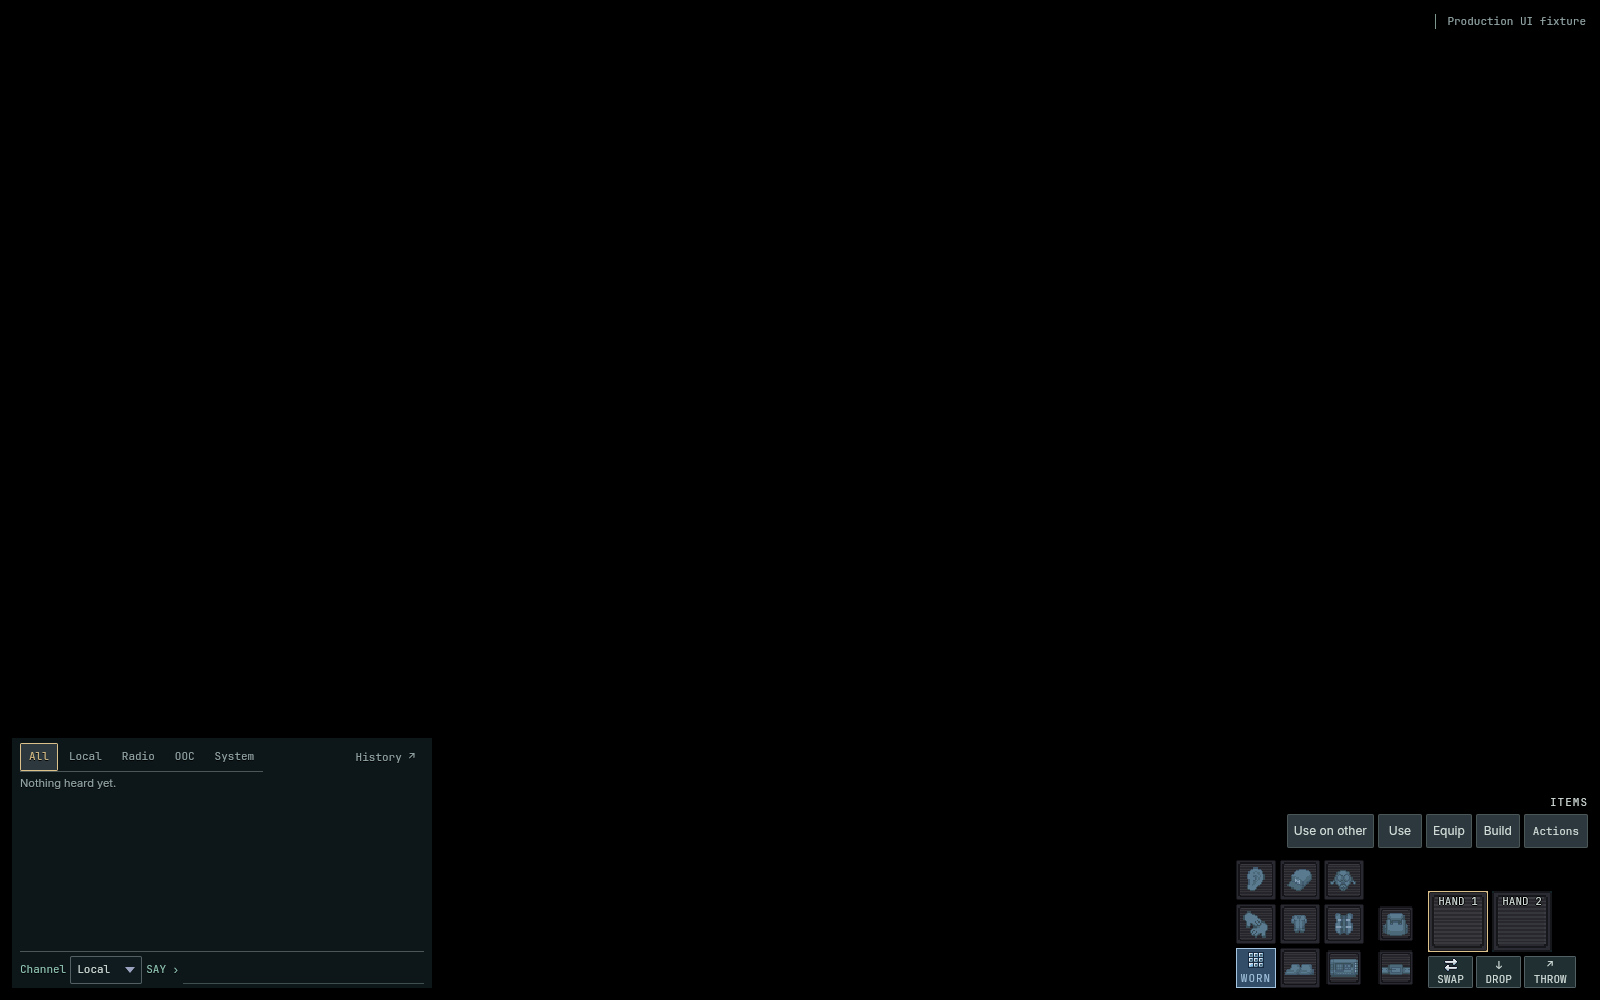 Production UI fixture
All Local Radio OOC System History ↗
Nothing heard yet.
Channel Local SAY ›
ITEMS
Use on other Use Equip Build Actions
HAND 1 HAND 2
WORN
SWAP DROP THROW